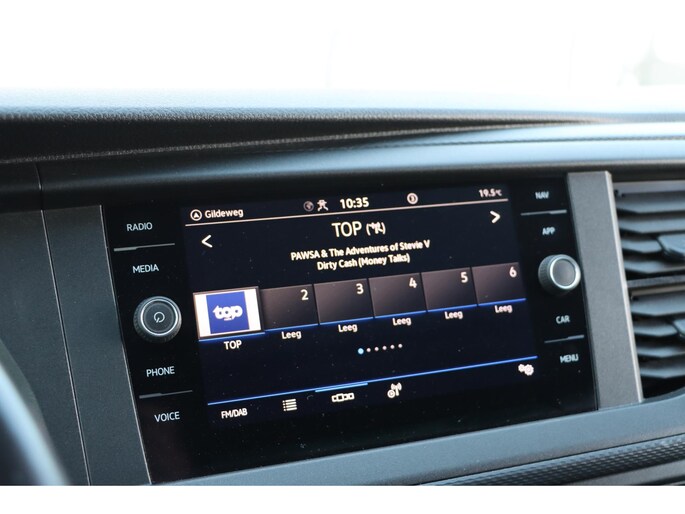 RADIO
MEDIA
PHONE
VOICE
Gildeweg
10:35
19.5°C
TOP
PAWSA & The Adventures of Stevie V
Dirty Cash (Money Talks)
top
2
3
4
5
6
TOP
Leeg
Leeg
Leeg
Leeg
Leeg
FM/DAB
NAV
APP
CAR
MENU